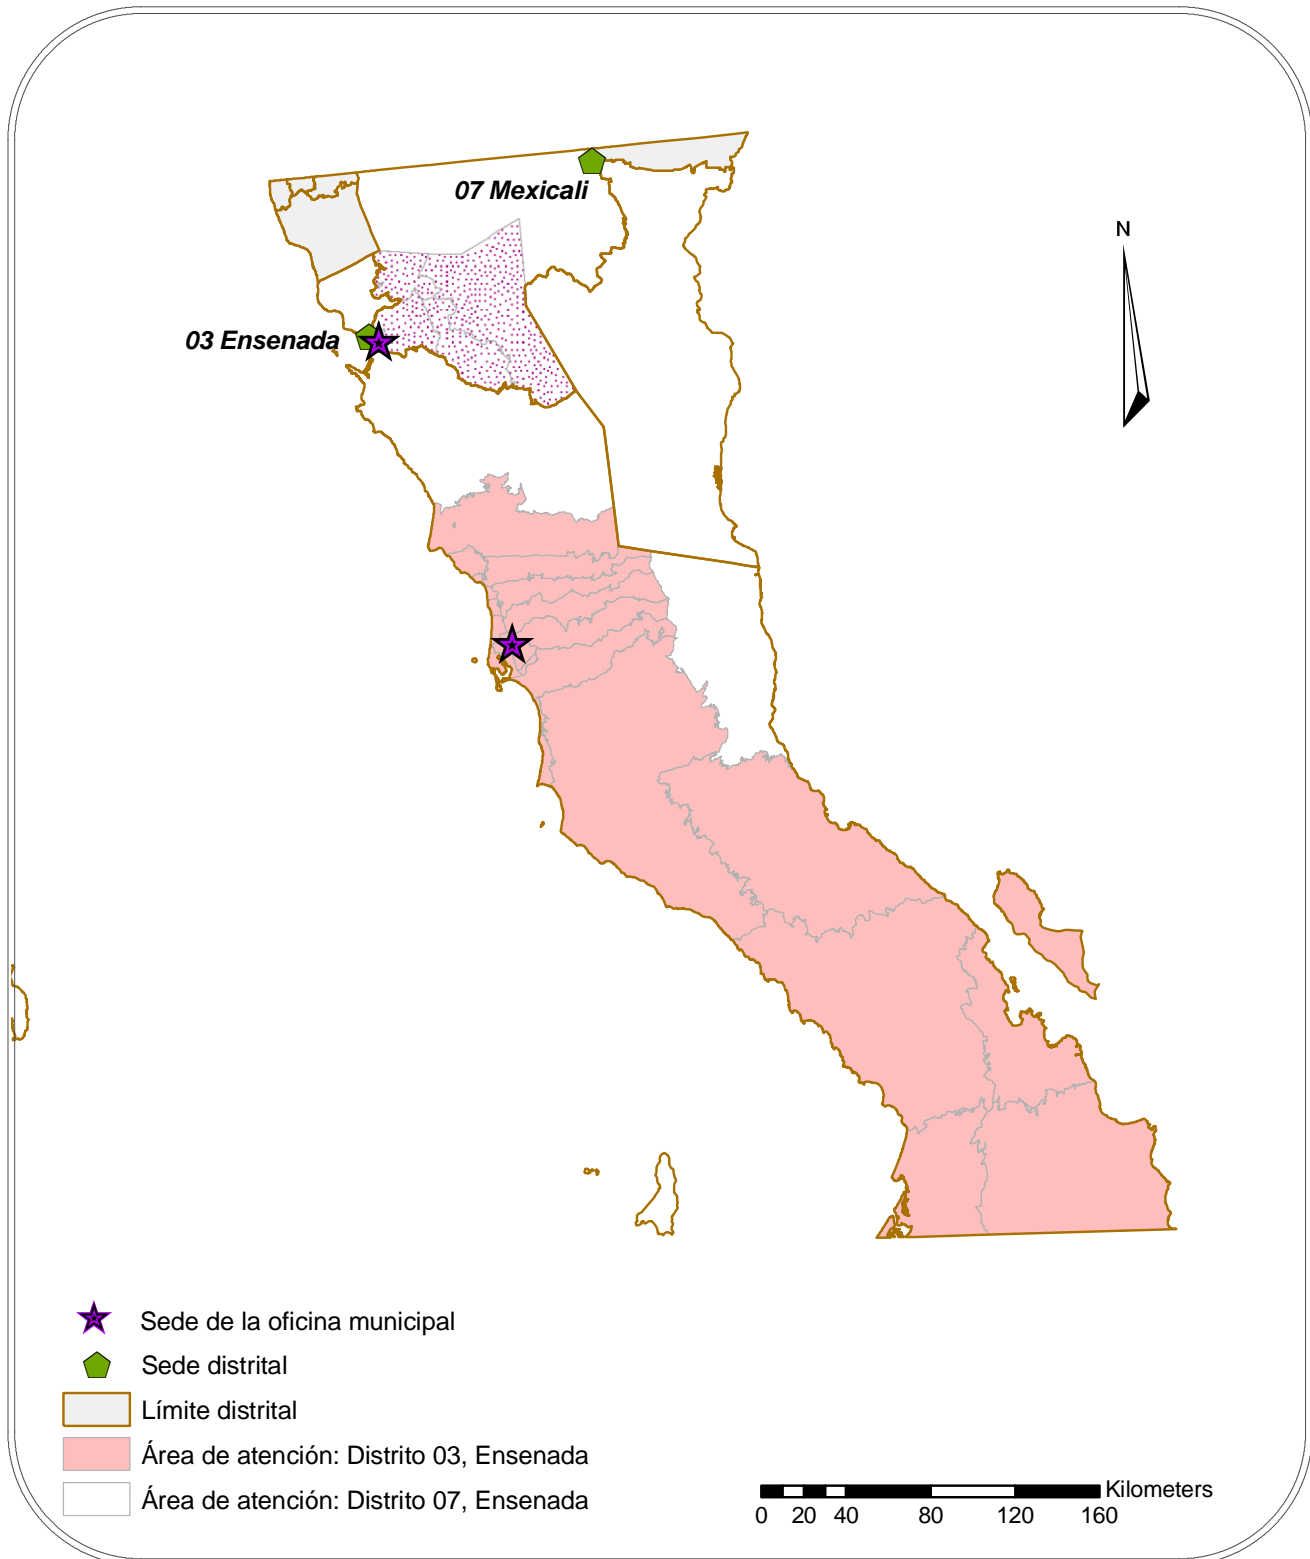 07 Mexicali
N
03 Ensenada
Sede de la oficina municipal
Sede distrital
Límite distrital
Área de atención: Distrito 03, Ensenada
Área de atención: Distrito 07, Ensenada
Kilometers
0 20 40 80 120 160